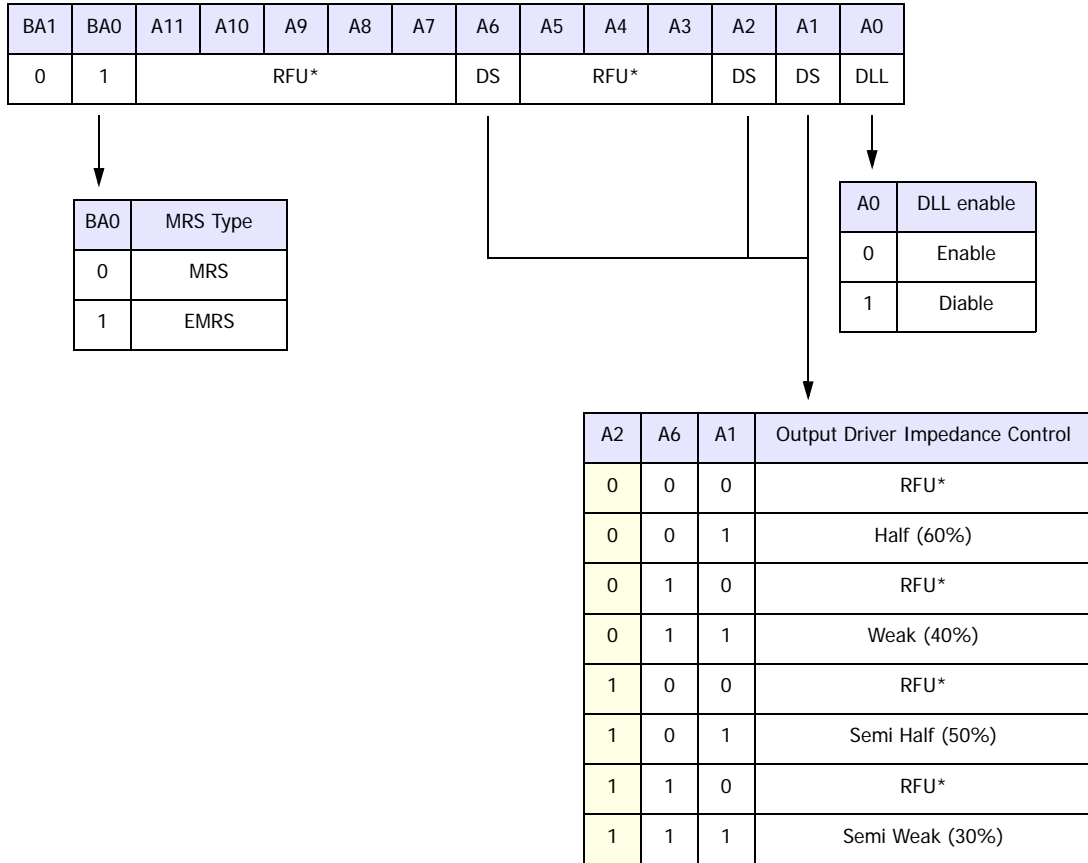 BA1 BA0 A11 A10 A9 A8 A7 A6 A5 A4 A3 A2 A1 A0
0 1 RFU* DS RFU* DS DS DLL
BA0 MRS Type
0 MRS
1 EMRS
A0 DLL enable
0 Enable
1 Diable
A2 A6 A1 Output Driver Impedance Control
0 0 0 RFU*
0 0 1 Half (60%)
0 1 0 RFU*
0 1 1 Weak (40%)
1 0 0 RFU*
1 0 1 Semi Half (50%)
1 1 0 RFU*
1 1 1 Semi Weak (30%)